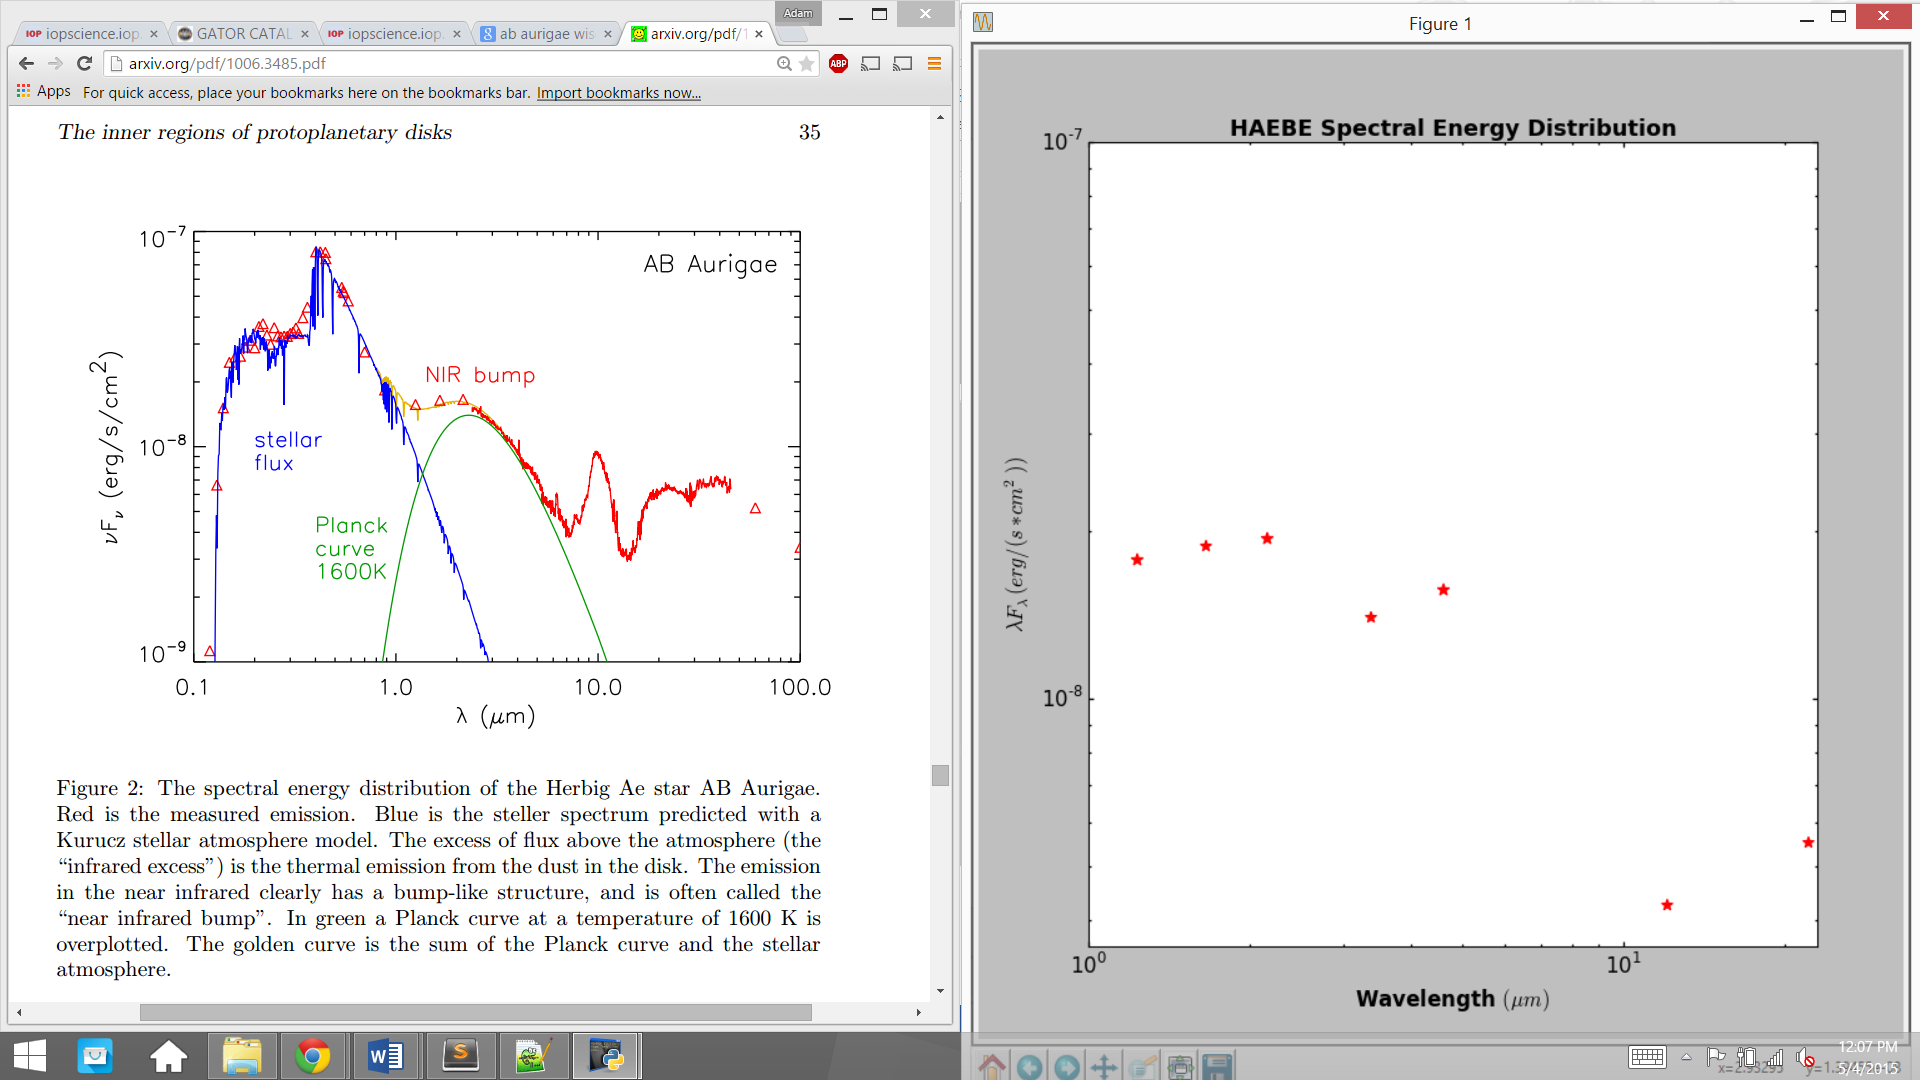 Adam
IOP iopscience.iop.
GATOR CATAL
IOP iopscience.iop.
ab aurigae wis
arxiv.org/pdf/1
arxiv.org/pdf/1006.3485.pdf
ABP
Apps
For quick access, place your bookmarks here on the bookmarks bar. Import bookmarks now...
The inner regions of protoplanetary disks 35
10⁻⁷
AB Aurigae
NIR bump
νFν (erg/s/cm²)
stellar
flux
10⁻⁸
Planck
curve
1600K
10⁻⁹
0.1 1.0 10.0 100.0
λ (μm)
Figure 2: The spectral energy distribution of the Herbig Ae star AB Aurigae.
Red is the measured emission. Blue is the steller spectrum predicted with a
Kurucz stellar atmosphere model. The excess of flux above the atmosphere (the
“infrared excess”) is the thermal emission from the dust in the disk. The emission
in the near infrared clearly has a bump-like structure, and is often called the
“near infrared bump”. In green a Planck curve at a temperature of 1600 K is
overplotted. The golden curve is the sum of the Planck curve and the stellar
atmosphere.
Figure 1
HAEBE Spectral Energy Distribution
10⁻⁷
λFλ(erg/(s∗cm²))
10⁻⁸
10⁰ 10¹
Wavelength (μm)
12:07 PM
5/4/2015